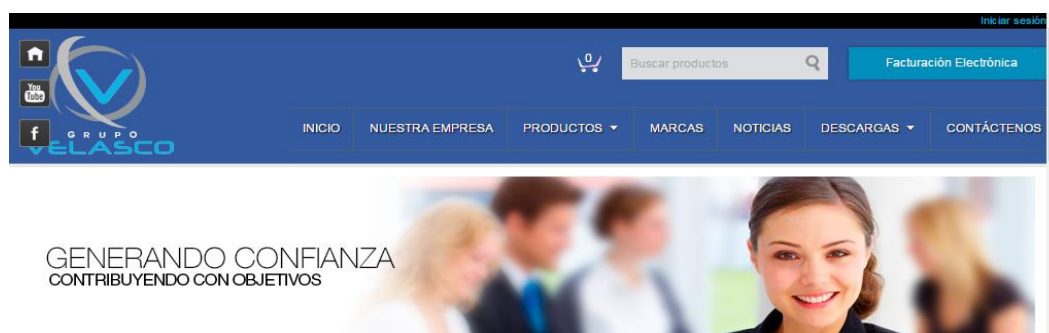 Iniciar sesión
0
Buscar productos
Facturación Electrónica
You
Tube
f
GRUPO
VELASCO
INICIO
NUESTRA EMPRESA
PRODUCTOS
MARCAS
NOTICIAS
DESCARGAS
CONTÁCTENOS
GENERANDO CONFIANZA
CONTRIBUYENDO CON OBJETIVOS